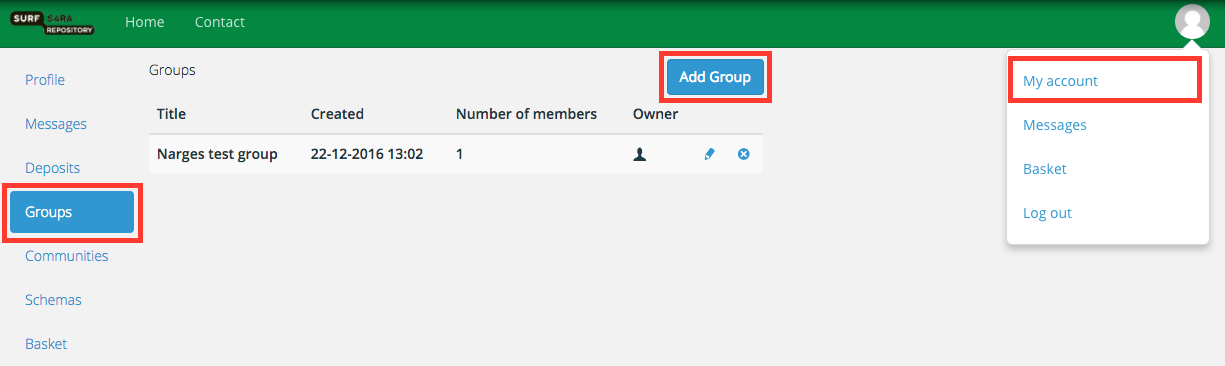 SURF SARA
REPOSITORY
Home Contact
Profile
Messages
Deposits
Groups
Communities
Schemas
Basket
Groups
Add Group
Title Created Number of members Owner
Narges test group 22-12-2016 13:02 1
My account
Messages
Basket
Log out